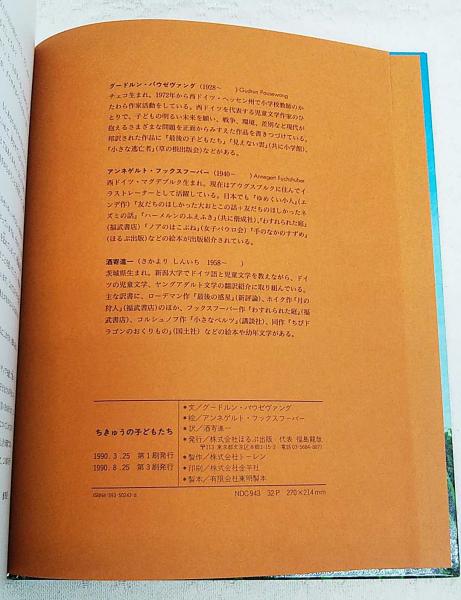 グードルン・パウゼヴァング（1928〜　　）Gudrun Pausewang
チェコ生まれ。1972年から西ドイツ・ヘッセン州で小学校教師のか
たわら作家活動をしている。西ドイツを代表する児童文学作家のひ
とりで、子どもの明るい未来を願い、戦争、環境、差別など現代が
抱えるさまざまな問題を正面からみすえた作品を書きつづけている。
邦訳された作品に『最後の子どもたち』『見えない雲』（共に小学館）、
『小さな逃亡者』（草の根出版会）などがある。
アンネゲルト・フックスフーバー（1940〜　　）Annegert Fuchshuber
西ドイツ・マグデブルク生まれ。現在はアウグスブルクに住んでイ
ラストレーターとして活躍している。日本でも『ゆめくい小人』（エ
ンデ作）『友だちのほしかった大おとこの話＋友だちのほしかったネ
ズミの話』『ハーメルンのふえふき』（共に偕成社）、『わすれられた庭』
（福武書店）『ノアのはこぶね』（女子パウロ会）『手のなかのすずめ』
（ほるぷ出版）などの絵本が出版紹介されている。
酒寄進一（さかより しんいち　1958〜　　）
茨城県生まれ。新潟大学でドイツ語と児童文学を教えながら、ドイ
ツの児童文学、ヤングアダルト文学の翻訳紹介に取り組んでいる。
主な訳書に、ローデマン作『最後の惑星』（新評論）、ホイク作『月の
狩人』（福武書店）のほか、フックスフーバー作『わすれられた庭』（福
武書店）、コルシュノフ作『小さなペルツ』（講談社）、同作『ちびド
ラゴンのおくりもの』（国土社）などの絵本や幼年文学がある。
ちきゅうの子どもたち
1990.3.25　第1刷発行
1990.8.25　第3刷発行
●文／グードルン・パウゼヴァング
●絵／アンネゲルト・フックスフーバー
●訳／酒寄進一
●発行／株式会社ほるぷ出版　代表 福島龍雄
●製作／株式会社トーレン
●印刷／株式会社金羊社
●製本／有限会社東明製本
NDC943　32P　270×214mm